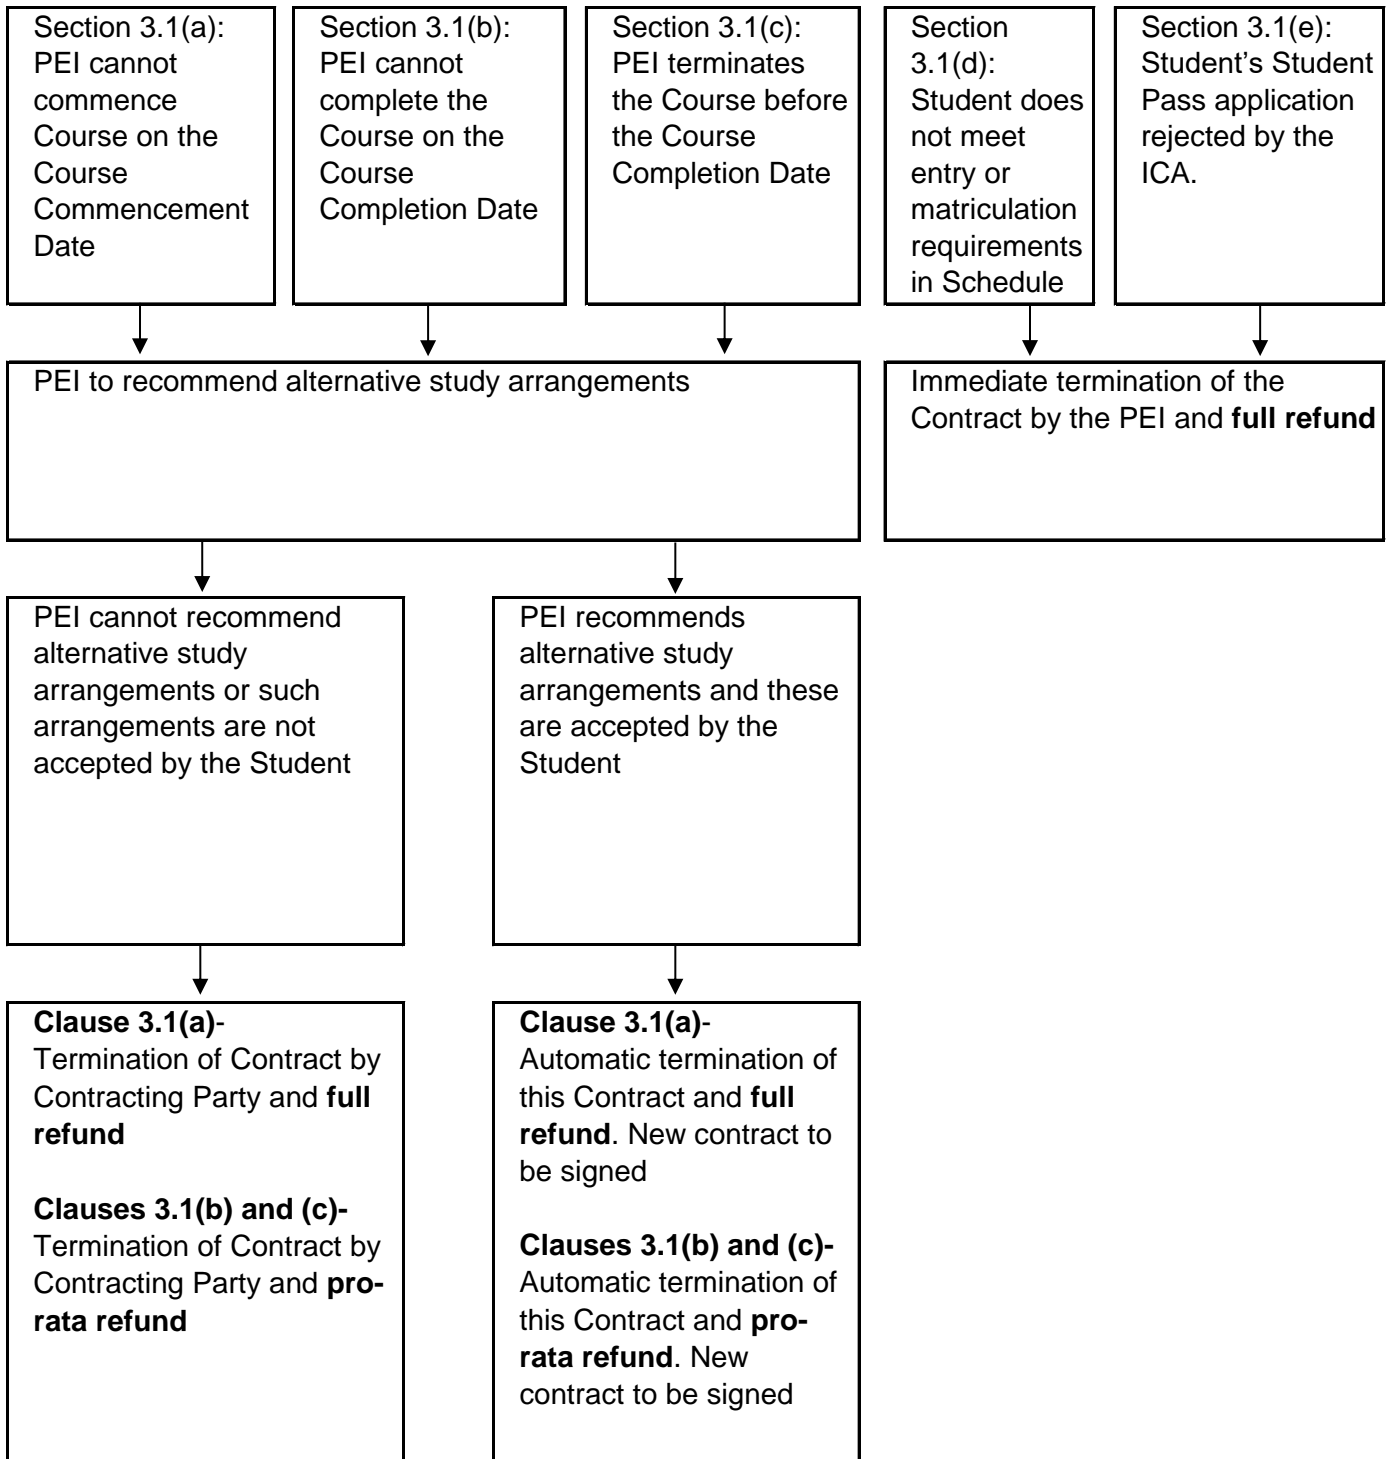 Section 3.1(a):
PEI cannot
commence
Course on the
Course
Commencement
Date
Section 3.1(b):
PEI cannot
complete the
Course on the
Course
Completion Date
Section 3.1(c):
PEI terminates
the Course before
the Course
Completion Date
Section
3.1(d):
Student does
not meet
entry or
matriculation
requirements
in Schedule
Section 3.1(e):
Student’s Student
Pass application
rejected by the
ICA.
PEI to recommend alternative study arrangements
Immediate termination of the
Contract by the PEI and full refund
PEI cannot recommend
alternative study
arrangements or such
arrangements are not
accepted by the Student
PEI recommends
alternative study
arrangements and these
are accepted by the
Student
Clause 3.1(a)-
Termination of Contract by
Contracting Party and full
refund
Clauses 3.1(b) and (c)-
Termination of Contract by
Contracting Party and pro-
rata refund
Clause 3.1(a)-
Automatic termination of
this Contract and full
refund. New contract to
be signed
Clauses 3.1(b) and (c)-
Automatic termination of
this Contract and pro-
rata refund. New
contract to be signed